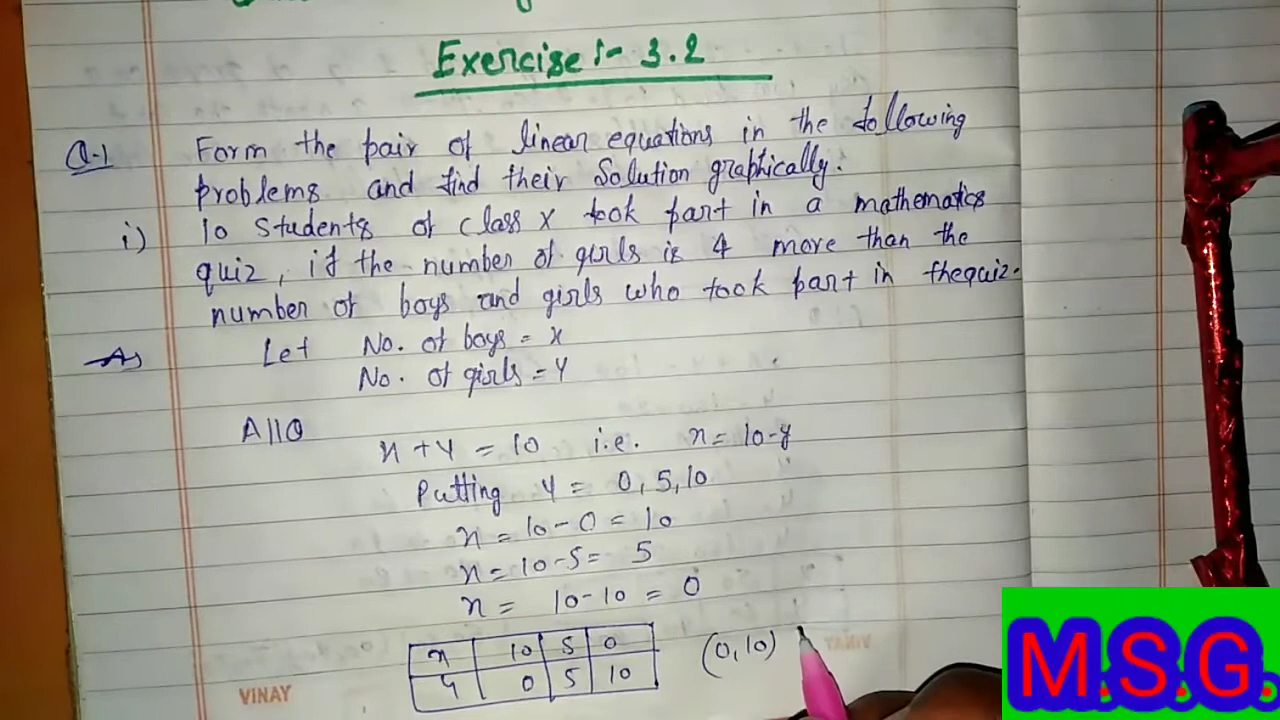 Exercise :- 3.2
Q-1 Form the pair of linear equations in the following
problems and find their Solution graphically.
i) 10 students of class X took part in a mathematics
quiz, if the number of girls is 4 more than the
number of boys and girls who took part in thequiz.
Let No. of boys = x
No. of girls = y
A||Q
x + y = 10 i.e. x = 10-y
Putting y = 0, 5, 10
x = 10 - 0 = 10
x = 10 - 5 = 5
x = 10 - 10 = 0
x 10 5 0
y 0 5 10
(0, 10)
VINAY
M.S.G.